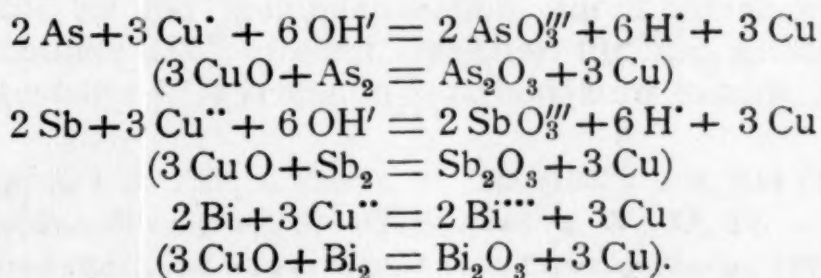 2 As + 3 Cu˙ + 6 OH′ = 2 AsO₃‴ + 6 H˙ + 3 Cu
(3 CuO + As₂ = As₂O₃ + 3 Cu)
2 Sb + 3 Cu˙˙ + 6 OH′ = 2 SbO₃‴ + 6 H˙ + 3 Cu
(3 CuO + Sb₂ = Sb₂O₃ + 3 Cu)
2 Bi + 3 Cu˙˙ = 2 Bi˙˙˙˙ + 3 Cu
(3 CuO + Bi₂ = Bi₂O₃ + 3 Cu).